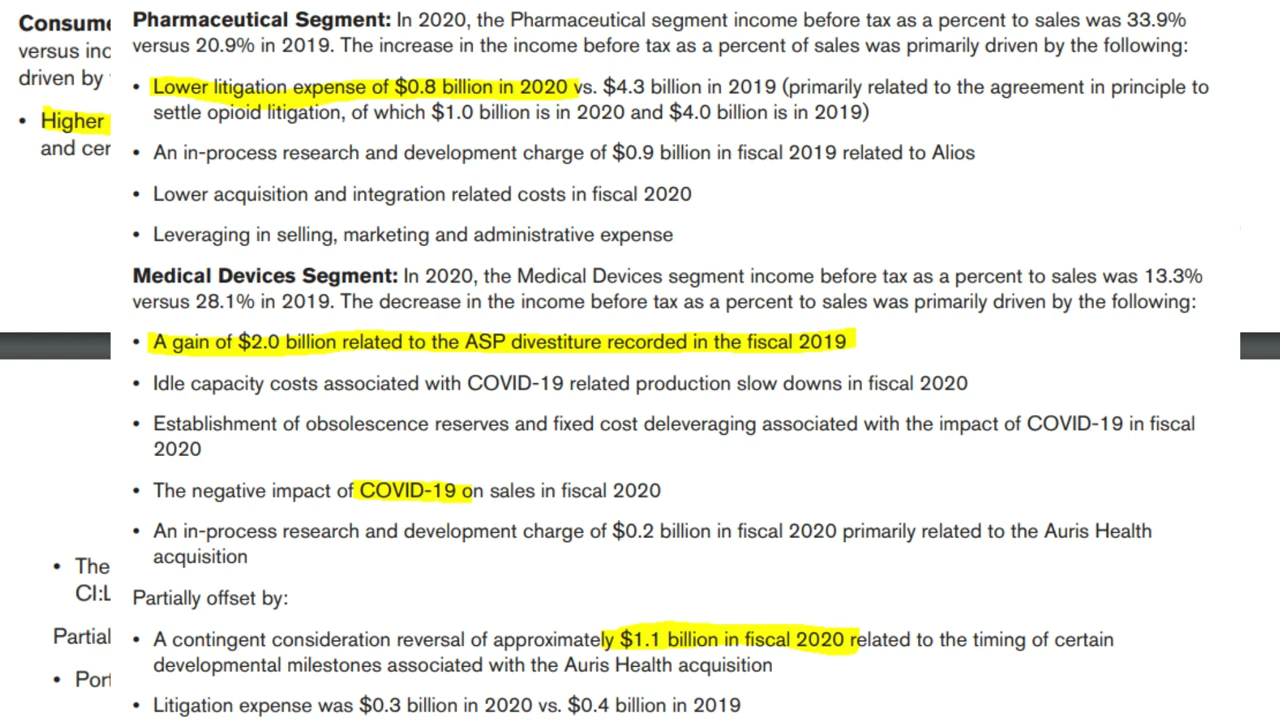 Consume
versus inc
driven by
• Higher
and cer
• The
CI:L
Partial
• Port
Pharmaceutical Segment: In 2020, the Pharmaceutical segment income before tax as a percent to sales was 33.9%
versus 20.9% in 2019. The increase in the income before tax as a percent of sales was primarily driven by the following:
• Lower litigation expense of $0.8 billion in 2020 vs. $4.3 billion in 2019 (primarily related to the agreement in principle to
settle opioid litigation, of which $1.0 billion is in 2020 and $4.0 billion is in 2019)
• An in-process research and development charge of $0.9 billion in fiscal 2019 related to Alios
• Lower acquisition and integration related costs in fiscal 2020
• Leveraging in selling, marketing and administrative expense
Medical Devices Segment: In 2020, the Medical Devices segment income before tax as a percent to sales was 13.3%
versus 28.1% in 2019. The decrease in the income before tax as a percent to sales was primarily driven by the following:
• A gain of $2.0 billion related to the ASP divestiture recorded in the fiscal 2019
• Idle capacity costs associated with COVID-19 related production slow downs in fiscal 2020
• Establishment of obsolescence reserves and fixed cost deleveraging associated with the impact of COVID-19 in fiscal
2020
• The negative impact of COVID-19 on sales in fiscal 2020
• An in-process research and development charge of $0.2 billion in fiscal 2020 primarily related to the Auris Health
acquisition
Partially offset by:
• A contingent consideration reversal of approximately $1.1 billion in fiscal 2020 related to the timing of certain
developmental milestones associated with the Auris Health acquisition
• Litigation expense was $0.3 billion in 2020 vs. $0.4 billion in 2019